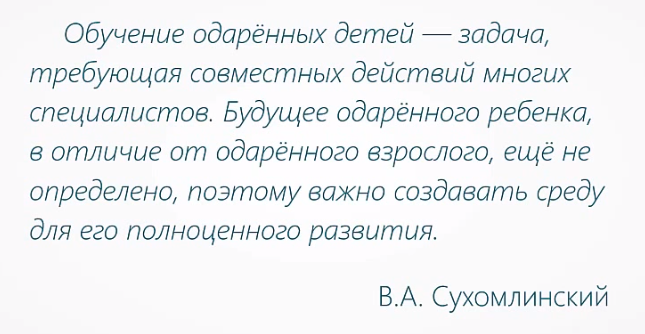 Обучение одарённых детей — задача,
требующая совместных действий многих
специалистов. Будущее одарённого ребенка,
в отличие от одарённого взрослого, ещё не
определено, поэтому важно создавать среду
для его полноценного развития.
В.А. Сухомлинский